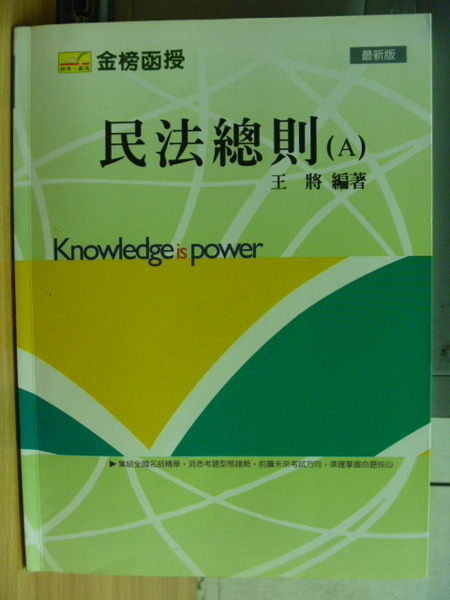 金榜函授
最新版
民法總則(A)
王 將 編著
Knowledge is power
▶集結全國名師精華,洞悉考題型態趨勢,前瞻未來考試方向,準確掌握命題核心